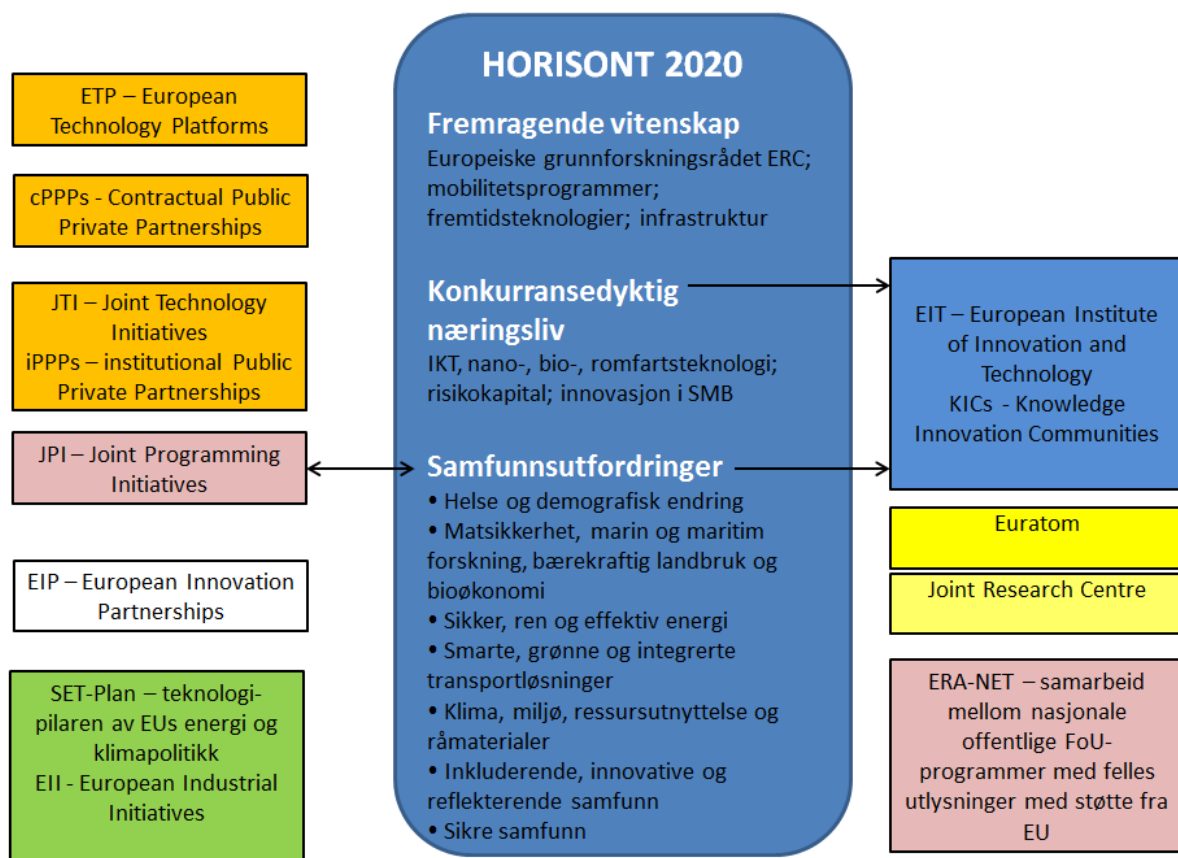 HORISONT 2020
Fremragende vitenskap
Europeiske grunnforskningsrådet ERC;
mobilitetsprogrammer;
fremtidsteknologier; infrastruktur
Konkurransedyktig
næringsliv
IKT, nano-, bio-, romfartsteknologi;
risikokapital; innovasjon i SMB
Samfunnsutfordringer
• Helse og demografisk endring
• Matsikkerhet, marin og maritim
forskning, bærekraftig landbruk og
bioøkonomi
• Sikker, ren og effektiv energi
• Smarte, grønne og integrerte
transportløsninger
• Klima, miljø, ressursutnyttelse og
råmaterialer
• Inkluderende, innovative og
reflekterende samfunn
• Sikre samfunn
ETP – European
Technology Platforms
cPPPs - Contractual Public
Private Partnerships
JTI – Joint Technology
Initiatives
iPPPs – institutional Public
Private Partnerships
JPI – Joint Programming
Initiatives
EIP – European Innovation
Partnerships
SET-Plan – teknologi-
pilaren av EUs energi og
klimapolitikk
EII - European Industrial
Initiatives
EIT – European Institute
of Innovation and
Technology
KICs - Knowledge
Innovation Communities
Euratom
Joint Research Centre
ERA-NET – samarbeid
mellom nasjonale
offentlige FoU-
programmer med felles
utlysninger med støtte fra
EU